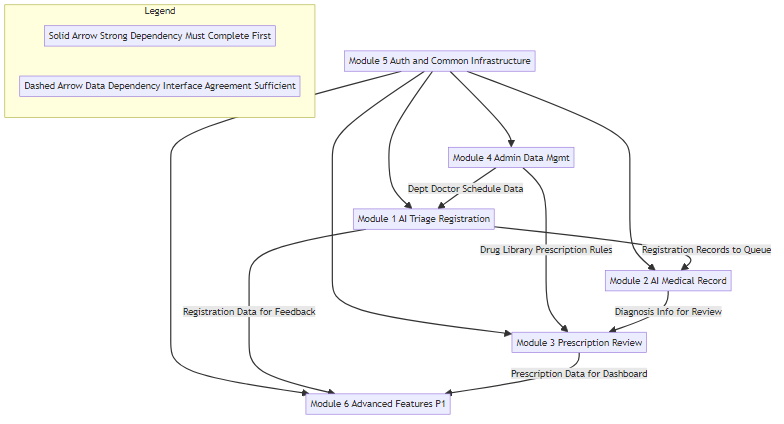 Legend
Solid Arrow Strong Dependency Must Complete First
Dashed Arrow Data Dependency Interface Agreement Sufficient
Module 5 Auth and Common Infrastructure
Module 4 Admin Data Mgmt
Dept Doctor Schedule Data
Module 1 AI Triage Registration
Drug Library Prescription Rules
Registration Records to Queue
Module 2 AI Medical Record
Registration Data for Feedback
Diagnosis Info for Review
Module 3 Prescription Review
Prescription Data for Dashboard
Module 6 Advanced Features P1